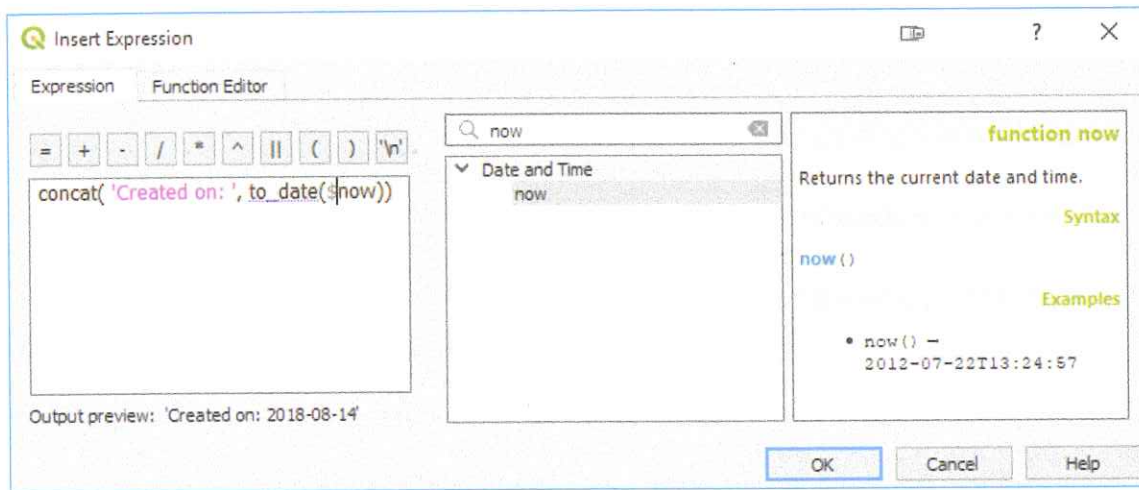 Insert Expression
?
Expression Function Editor
= + - / * ^ || ( ) '\n'
concat( 'Created on: ', to_date($now))
Output preview: 'Created on: 2018-08-14'
now
Date and Time
now
function now
Returns the current date and time.
Syntax
now ()
Examples
• now() → 2012-07-22T13:24:57
OK Cancel Help